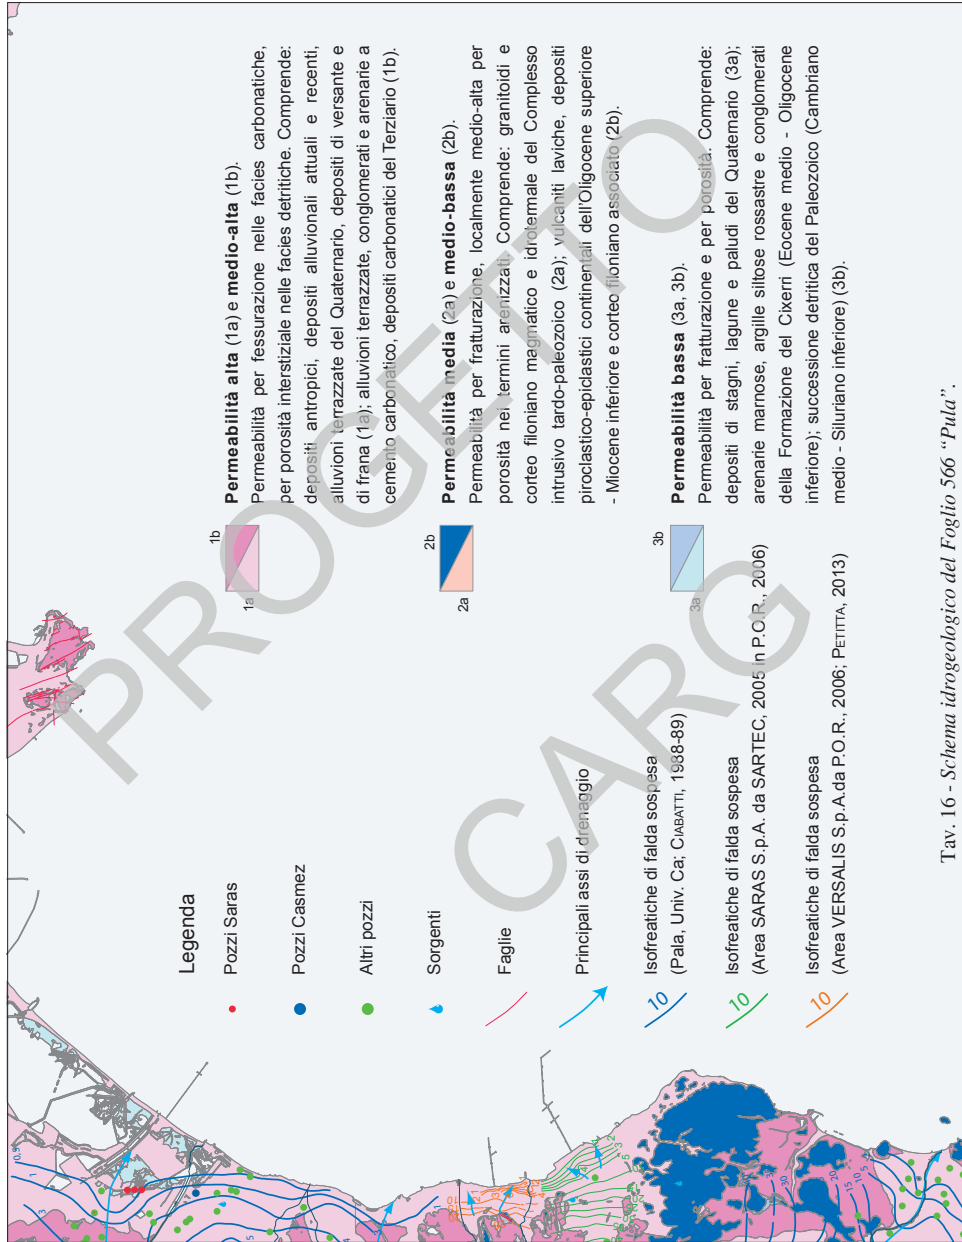 Legenda
Pozzi Saras
Pozzi Casmez
Altri pozzi
Sorgenti
Faglie
Principali assi di drenaggio
10
Isofreatiche di falda sospesa
(Pala, Univ. Ca; CIABATTI, 1988-89)
10
Isofreatiche di falda sospesa
(Area SARAS S.p.A. da SARTEC, 2005 in P.O.R., 2006)
10
Isofreatiche di falda sospesa
(Area VERSALIS S.p.A.da P.O.R., 2006; PETITTA, 2013)
1b
1a
Permeabilità alta (1a) e medio-alta (1b).
Permeabilità per fessurazione nelle facies carbonatiche,
per porosità interstiziale nelle facies detritiche. Comprende:
depositi antropici, depositi alluvionali attuali e recenti,
alluvioni terrazzate del Quaternario, depositi di versante e
di frana (1a); alluvioni terrazzate, conglomerati e arenarie a
cemento carbonatico, depositi carbonatici del Terziario (1b).
2b
2a
Permeabilità media (2a) e medio-bassa (2b).
Permeabilità per fratturazione, localmente medio-alta per
porosità nei termini arenizzati. Comprende: granitoidi e
corteo filoniano magmatico e idrotermale del Complesso
intrusivo tardo-paleozoico (2a); vulcaniti laviche, depositi
piroclastico-epiclastici continentali dell'Oligocene superiore
- Miocene inferiore e corteo filoniano associato (2b).
3b
3a
Permeabilità bassa (3a, 3b).
Permeabilità per fratturazione e per porosità. Comprende:
depositi di stagni, lagune e paludi del Quaternario (3a);
arenarie marnose, argille siltose rossastre e conglomerati
della Formazione del Cixerri (Eocene medio - Oligocene
inferiore); successione detritica del Paleozoico (Cambriano
medio - Siluriano inferiore) (3b).
PROGETTO
CARG
Tav. 16 - Schema idrogeologico del Foglio 566 “Pula”.